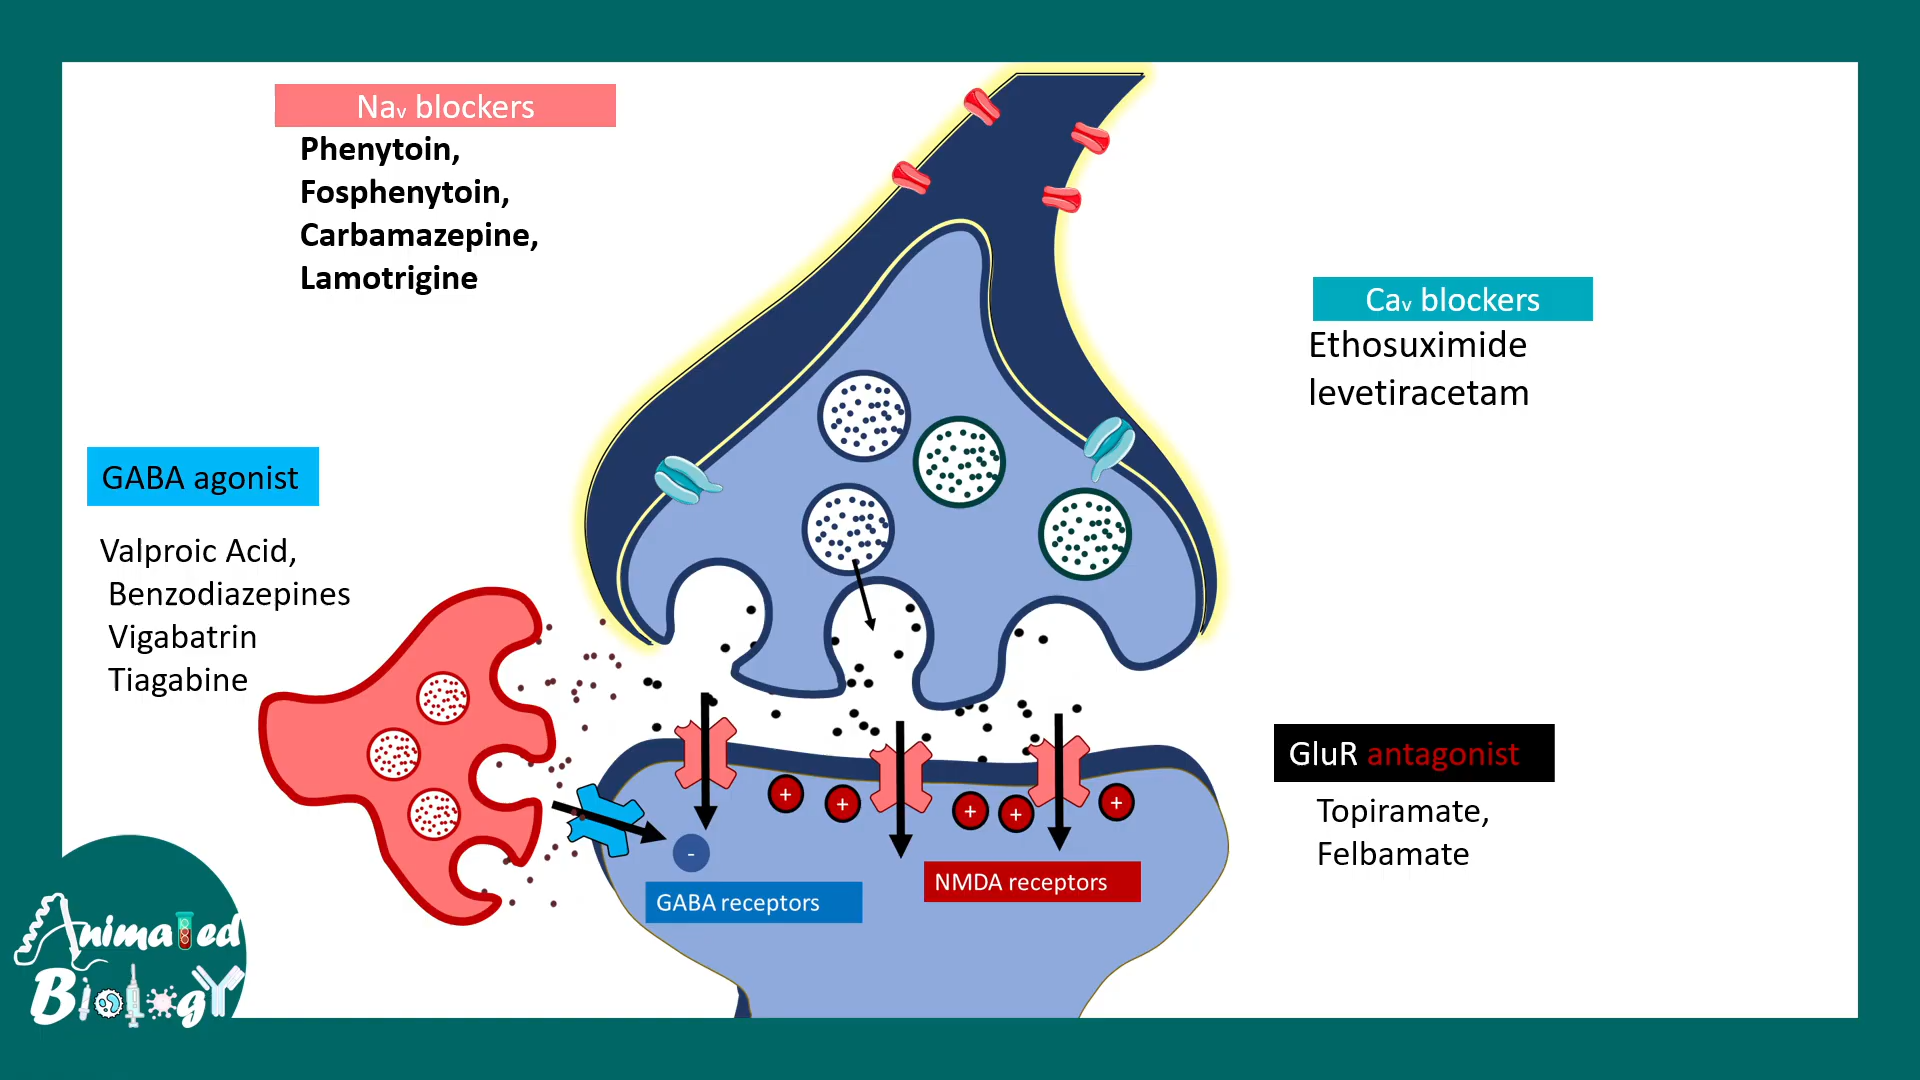 Nav blockers
Phenytoin,
Fosphenytoin,
Carbamazepine,
Lamotrigine
Cav blockers
Ethosuximide
levetiracetam
GABA agonist
Valproic Acid,
Benzodiazepines
Vigabatrin
Tiagabine
GluR antagonist
Topiramate,
Felbamate
+
+
+
+
+
-
NMDA receptors
GABA receptors
Animated
Biology